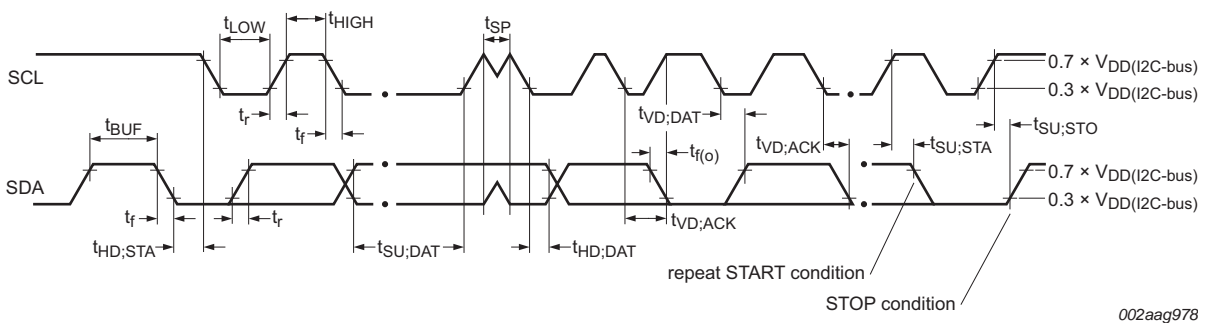 tLOW
tHIGH
tSP
SCL
0.7 × VDD(I2C-bus)
0.3 × VDD(I2C-bus)
tr
tf
tVD;DAT
tSU;STO
tBUF
tf(o)
tVD;ACK
tSU;STA
SDA
0.7 × VDD(I2C-bus)
0.3 × VDD(I2C-bus)
tf
tr
tVD;ACK
tHD;STA
tSU;DAT
tHD;DAT
repeat START condition
STOP condition
002aag978